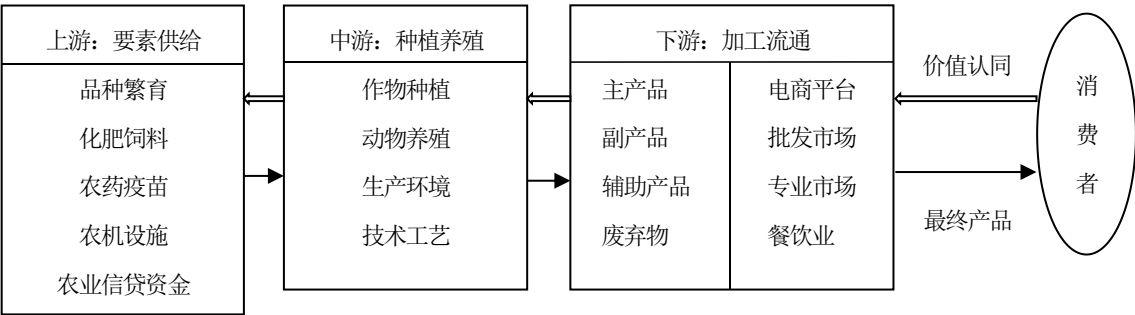 上游：要素供给
品种繁育
化肥饲料
农药疫苗
农机设施
农业信贷资金
中游：种植养殖
作物种植
动物养殖
生产环境
技术工艺
下游：加工流通
主产品
副产品
辅助产品
废弃物
电商平台
批发市场
专业市场
餐饮业
价值认同
最终产品
消
费
者